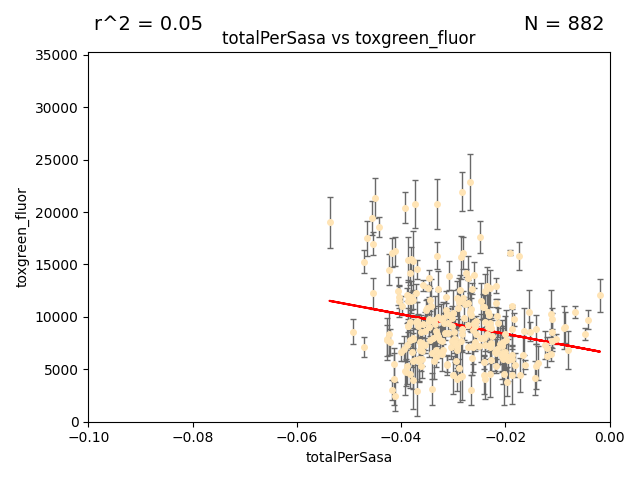 r^2 = 0.05
N = 882
totalPerSasa vs toxgreen_fluor
35000
30000
25000
20000
15000
10000
5000
0
toxgreen_fluor
−0.10
−0.08
−0.06
−0.04
−0.02
0.00
totalPerSasa